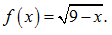 f(x) = √9−x.